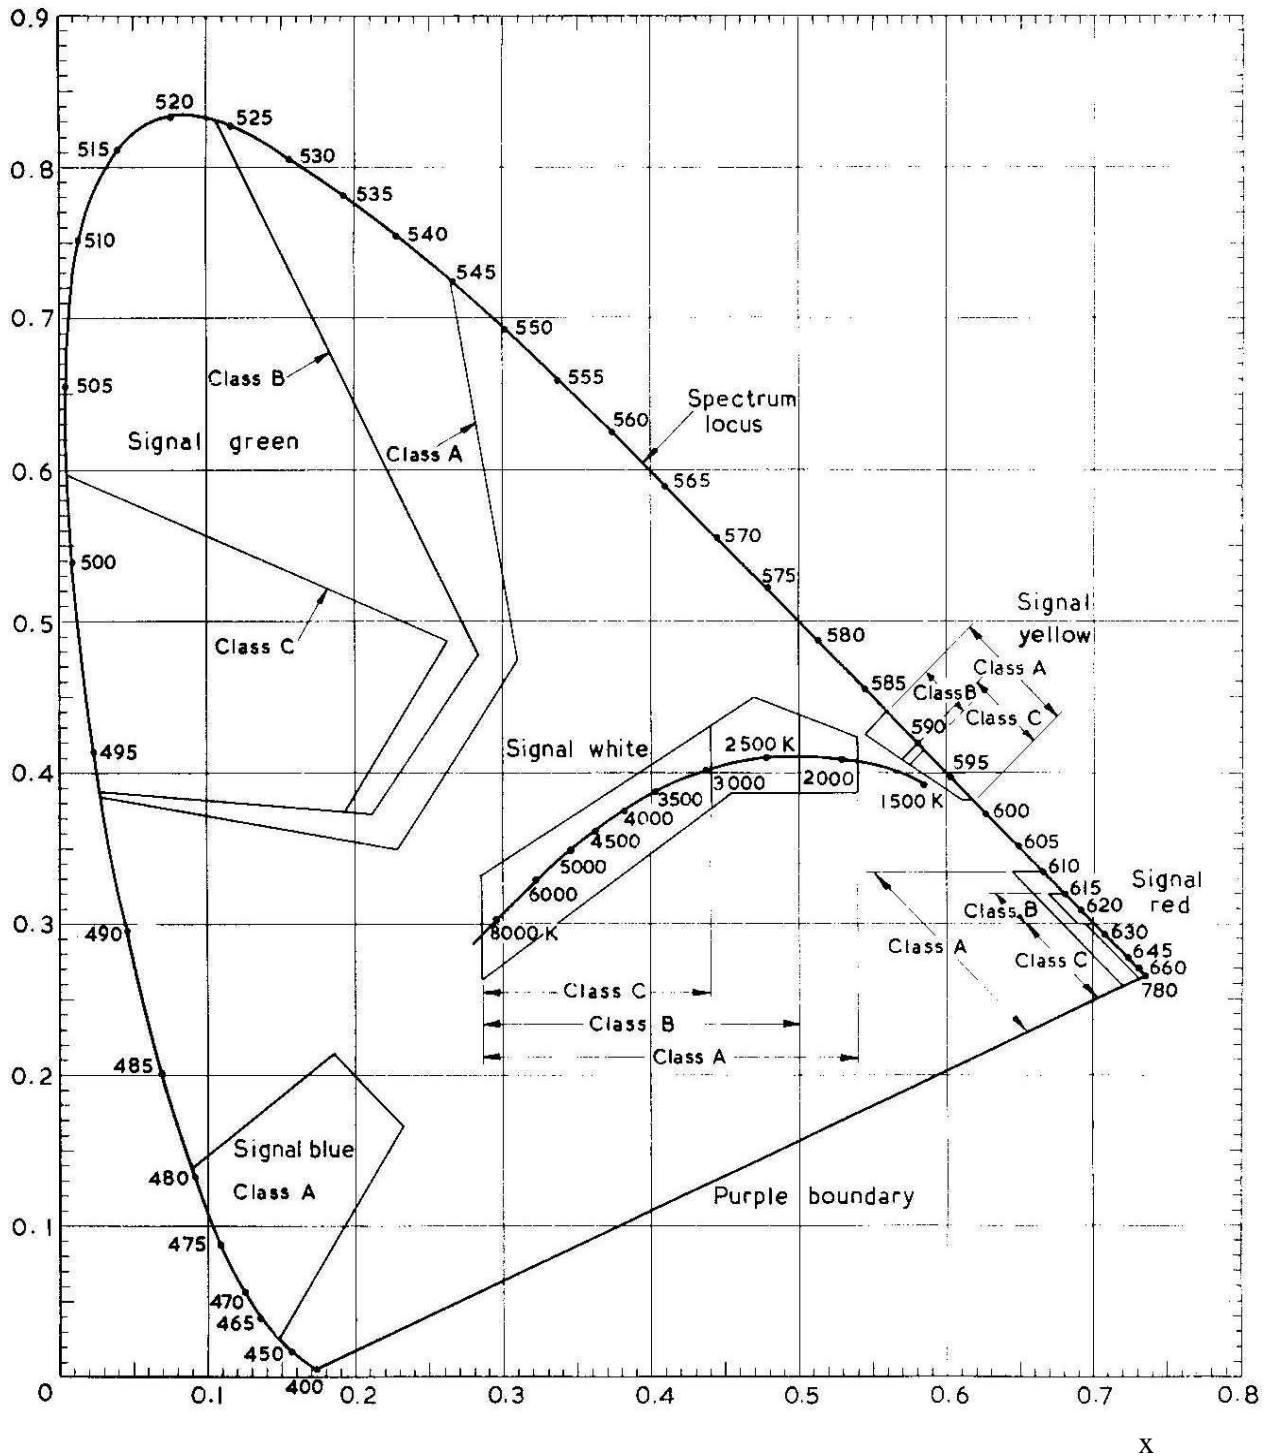 0.9
520
525
515
530
0.8
535
510
540
545
0.7
550
Class B
555
505
Spectrum
locus
560
Signal green
Class A
0.6
565
500
570
575
Signal
yellow
0.5
Class C
580
Class A
585
Class B
Class C
590
495
Signal white
2500 K
0.4
595
3000
2000
3500
1500 K
4000
600
4500
605
5000
610
Signal
red
6000
615
Class B
620
0.3
490
8000 K
630
Class A
645
Class C
660
780
Class C
Class B
Class A
0.2
485
Signal blue
480
Class A
Purple boundary
0.1
475
470
465
450
0
400
0.1
0.2
0.3
0.4
0.5
0.6
0.7
0.8
x